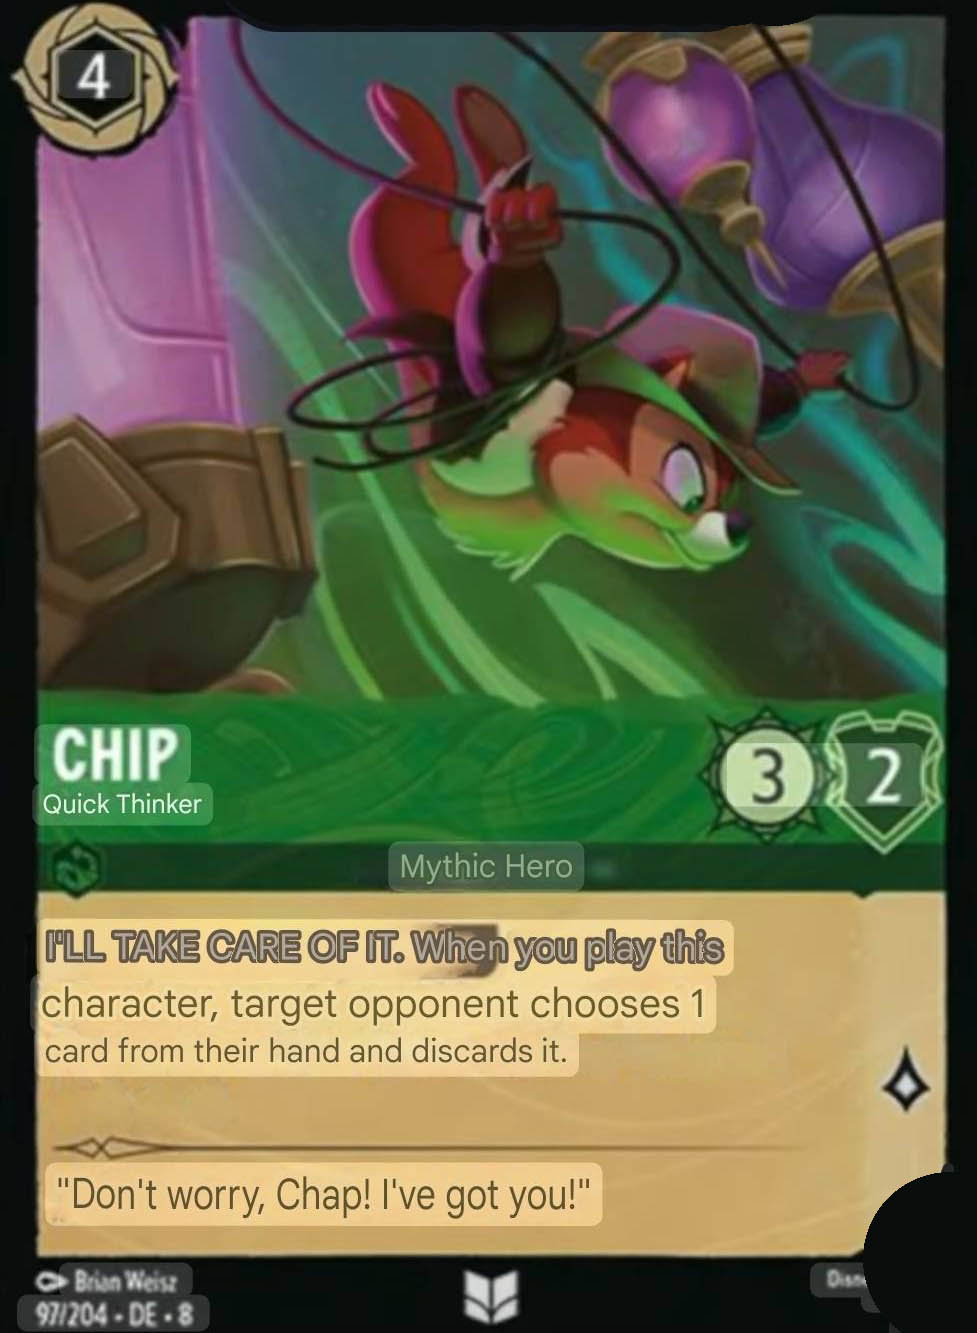 4
CHIP
Quick Thinker
3
2
Mythic Hero
I'LL TAKE CARE OF IT. When you play this
character, target opponent chooses 1
card from their hand and discards it.
"Don't worry, Chap! I've got you!"
Brian Weisz
97/204 - DE - 8